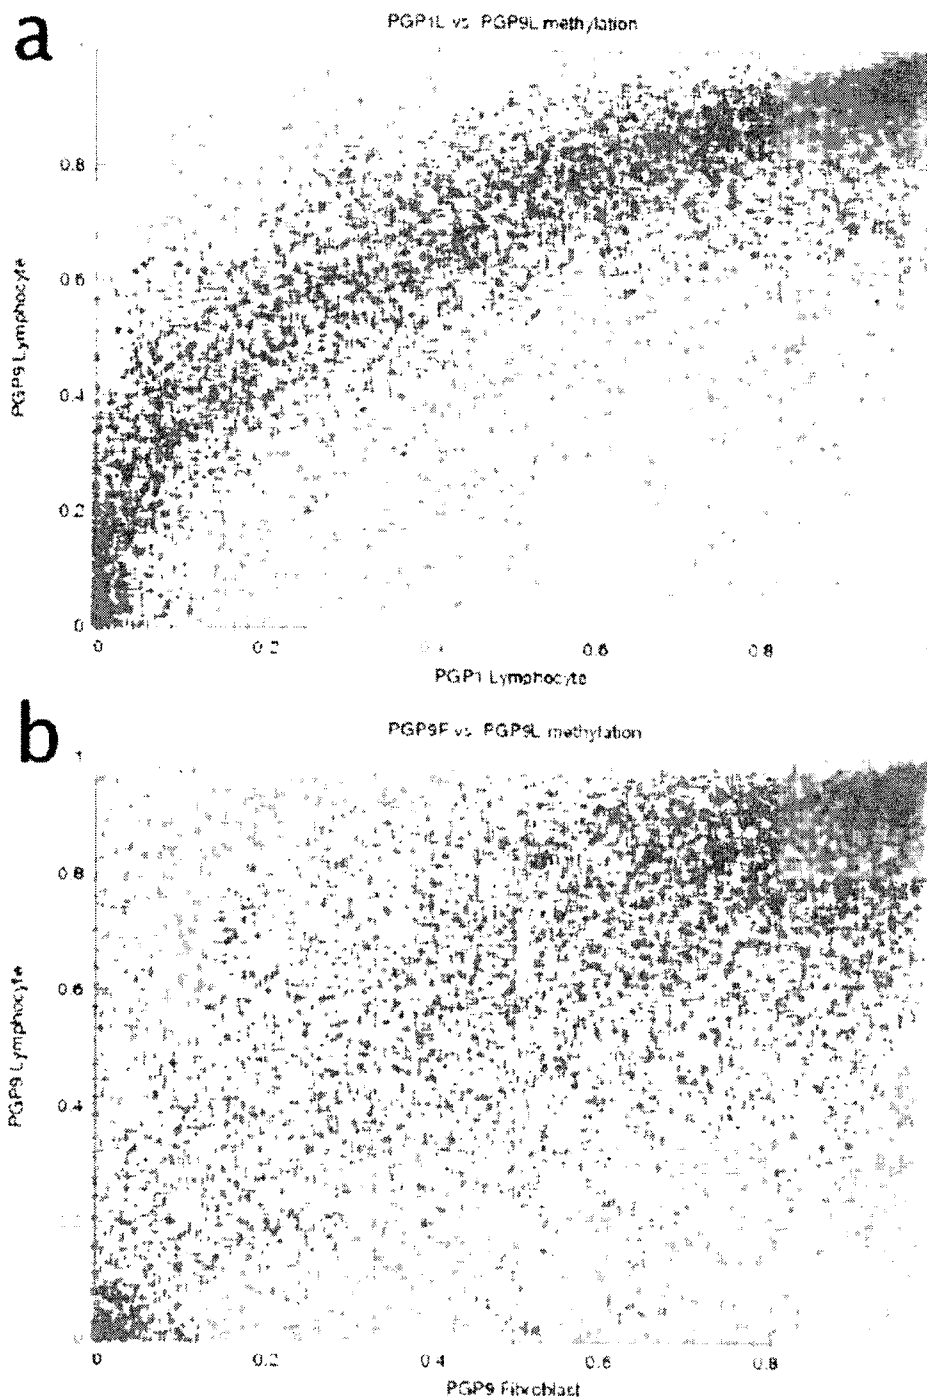 a
PGP1L vs PGP9L methylation
0.8
0.6
0.4
0.2
0
PGP9 Lymphocyte
0 0.2 0.4 0.6 0.8
PGP1 Lymphocyte
b
PGP9F vs PGP9L methylation
1
0.8
0.6
0.4
0
PGP9 Lymphocyte
0 0.2 0.4 0.6 0.8
PGP9 Fibroblast